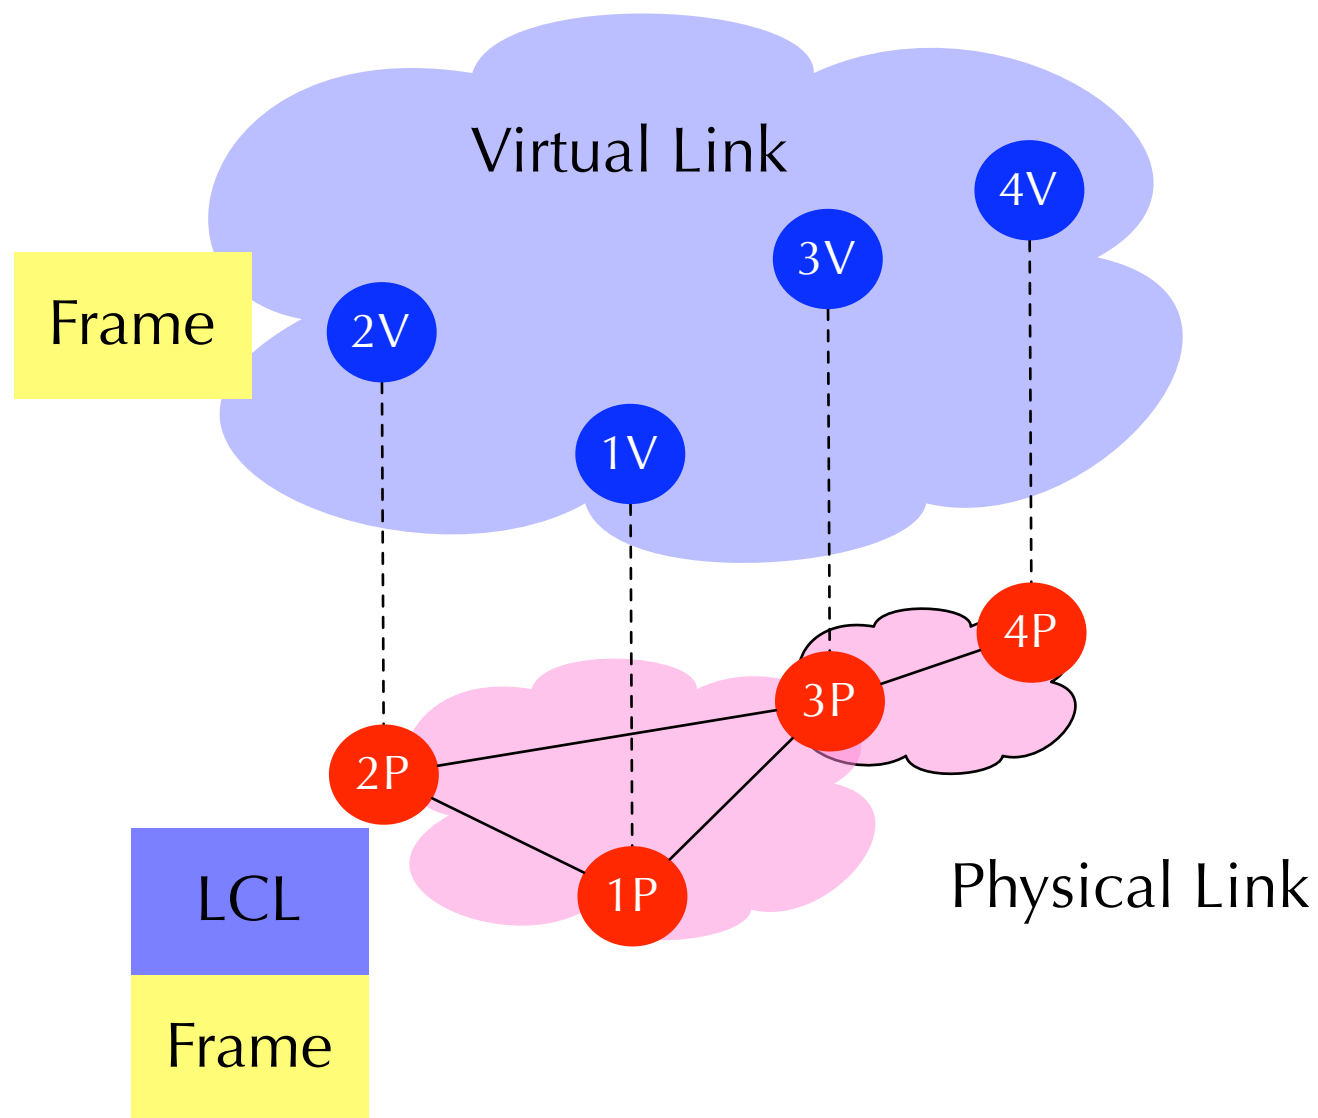 Virtual Link
4V
3V
Frame
2V
1V
4P
3P
2P
LCL
1P
Physical Link
Frame